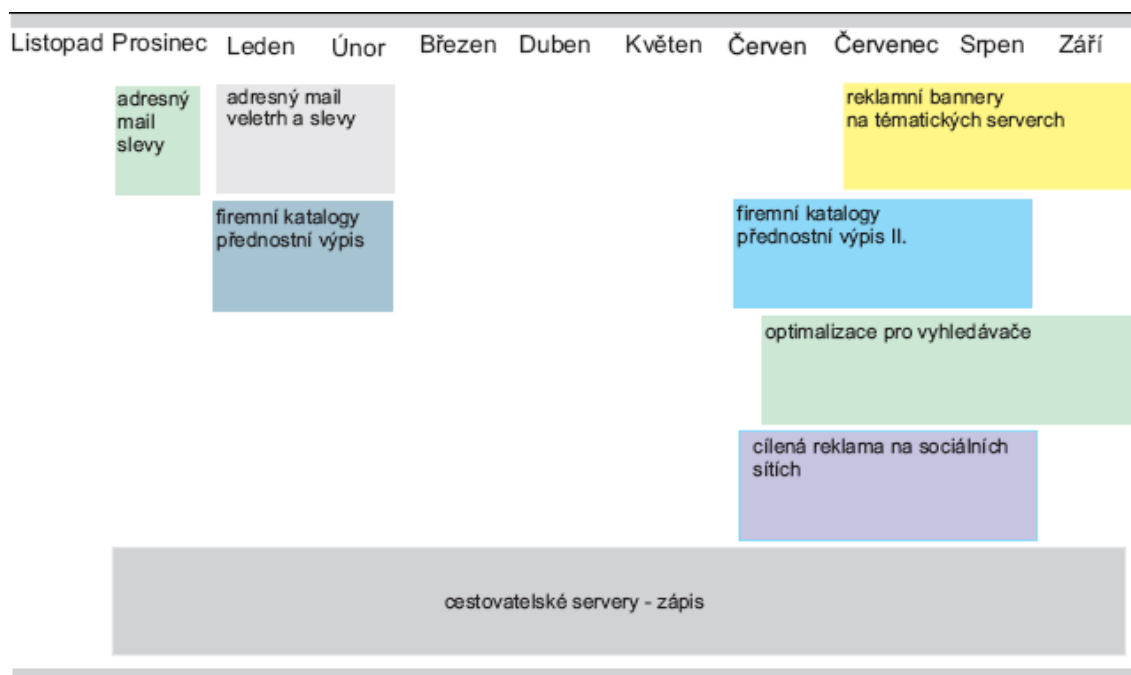 Listopad Prosinec Leden Únor Březen Duben Květen Červen Červenec Srpen Září
adresný
mail
slevy
adresný mail
veletrh a slevy
reklamní bannery
na tématických serverch
firemní katalogy
přednostní výpis
firemní katalogy
přednostní výpis II.
optimalizace pro vyhledávače
cílená reklama na sociálních
sítích
cestovatelské servery - zápis